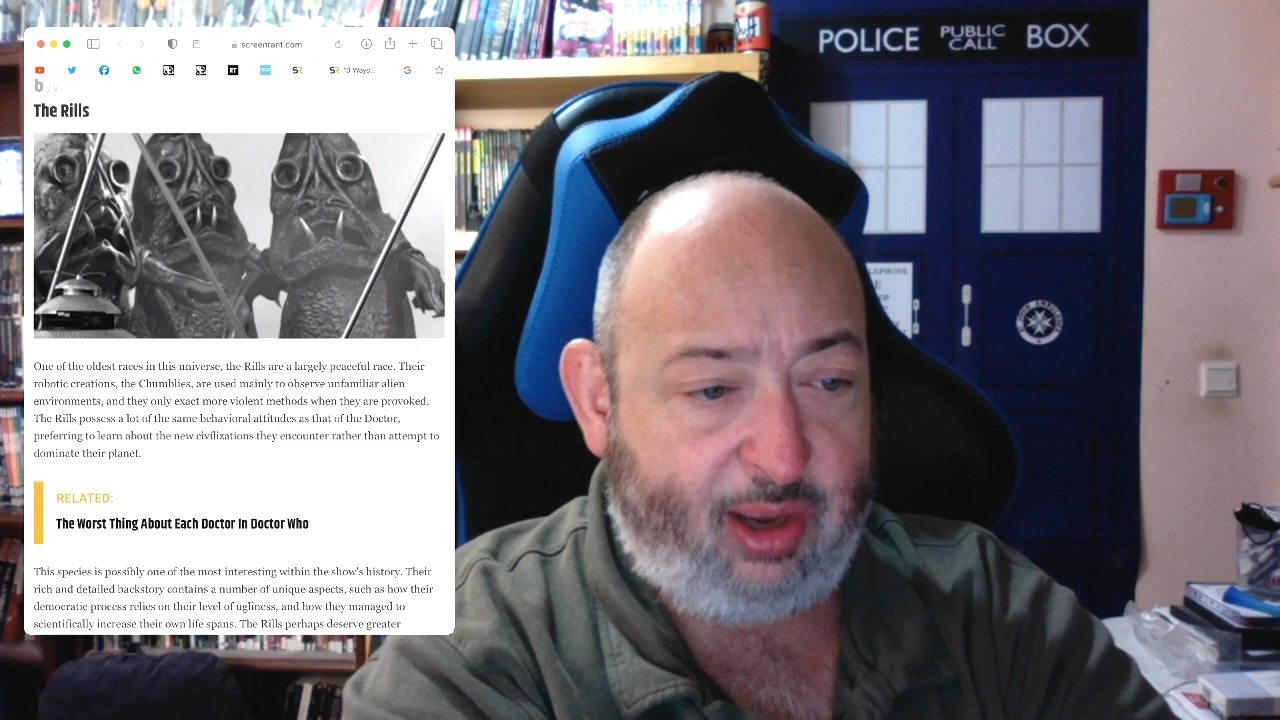 screenrant.com
SR 10 Ways...
The Rills
One of the oldest races in this universe, the Rills are a largely peaceful race. Their
robotic creations, the Chumblies, are used mainly to observe unfamiliar alien
environments, and they only exact more violent methods when they are provoked.
The Rills possess a lot of the same behavioral attitudes as that of the Doctor,
preferring to learn about the new civilizations they encounter rather than attempt to
dominate their planet.
RELATED:
The Worst Thing About Each Doctor In Doctor Who
This species is possibly one of the most interesting within the show's history. Their
rich and detailed backstory contains a number of unique aspects, such as how their
democratic process relies on their level of ugliness, and how they managed to
scientifically increase their own life spans. The Rills perhaps deserve greater
POLICE PUBLIC CALL BOX